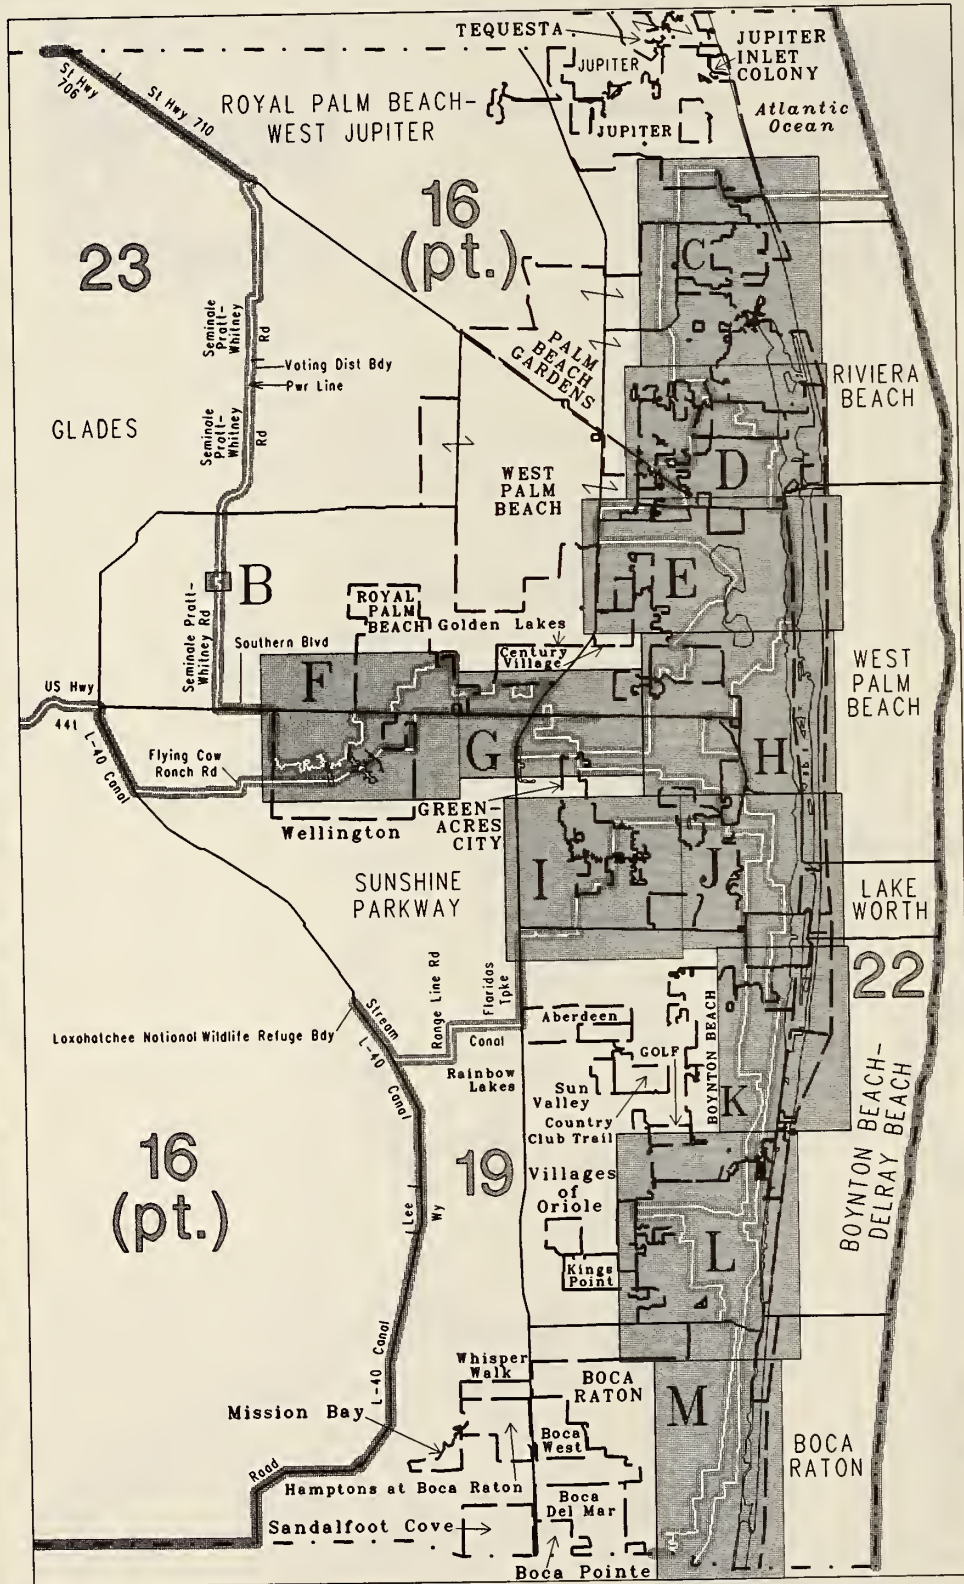 TEQUESTA
JUPITER
JUPITER
INLET
COLONY
Atlantic
Ocean
JUPITER
St Hwy
706
St Hwy 710
ROYAL PALM BEACH-
WEST JUPITER
16
(pt.)
23
C
Seminole
Pratt-
Whitney
Rd
Voting Dist Bdy
Pwr Line
PALM
BEACH
GARDENS
RIVIERA
BEACH
GLADES
Seminole
Pratt-
Whitney
Rd
D
WEST
PALM
BEACH
B
E
ROYAL
PALM
BEACH
Golden Lakes
Century
Village
Seminole Pratt-
Whitney Rd
Southern Blvd
F
WEST
PALM
BEACH
US Hwy
441
L-40 Canal
Flying Cow
Ranch Rd
G
H
Wellington
GREEN-
ACRES
CITY
I
J
SUNSHINE
PARKWAY
LAKE
WORTH
22
Range Line Rd
Floridas
Tpke
Stream
Loxahatchee National Wildlife Refuge Bdy
L-40 Canal
Canal
Rainbow
Lakes
Aberdeen
GOLF
BOYNTON BEACH
Sun
Valley
Country
Club Trail
K
BOYNTON BEACH-
DELRAY BEACH
16
(pt.)
19
Villages
of
Oriole
Lee
Wy
L
Kings
Point
L-40 Canal
Whisper
Walk
BOCA
RATON
M
Mission Bay
Boca
West
BOCA
RATON
Road
Hamptons at Boca Raton
Boca
Del Mar
Sandalfoot Cove
Boca Pointe